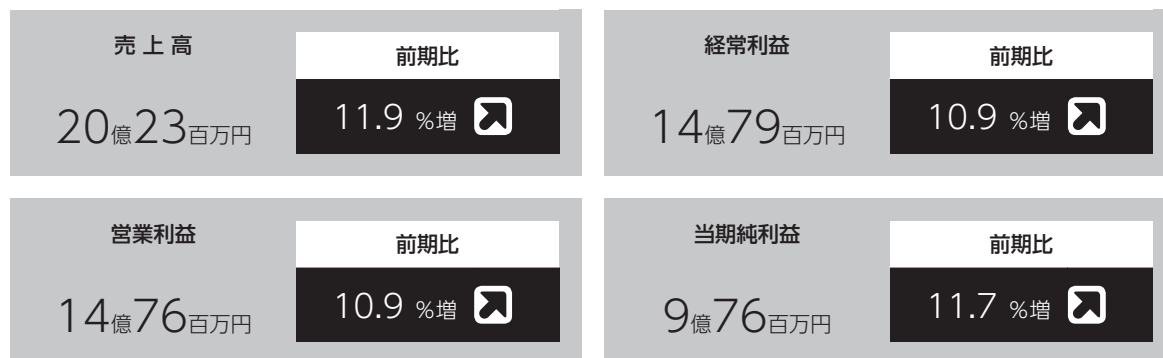 売上高
前期比
20億23百万円
11.9 %増
経常利益
前期比
14億79百万円
10.9 %増
営業利益
前期比
14億76百万円
10.9 %増
当期純利益
前期比
9億76百万円
11.7 %増